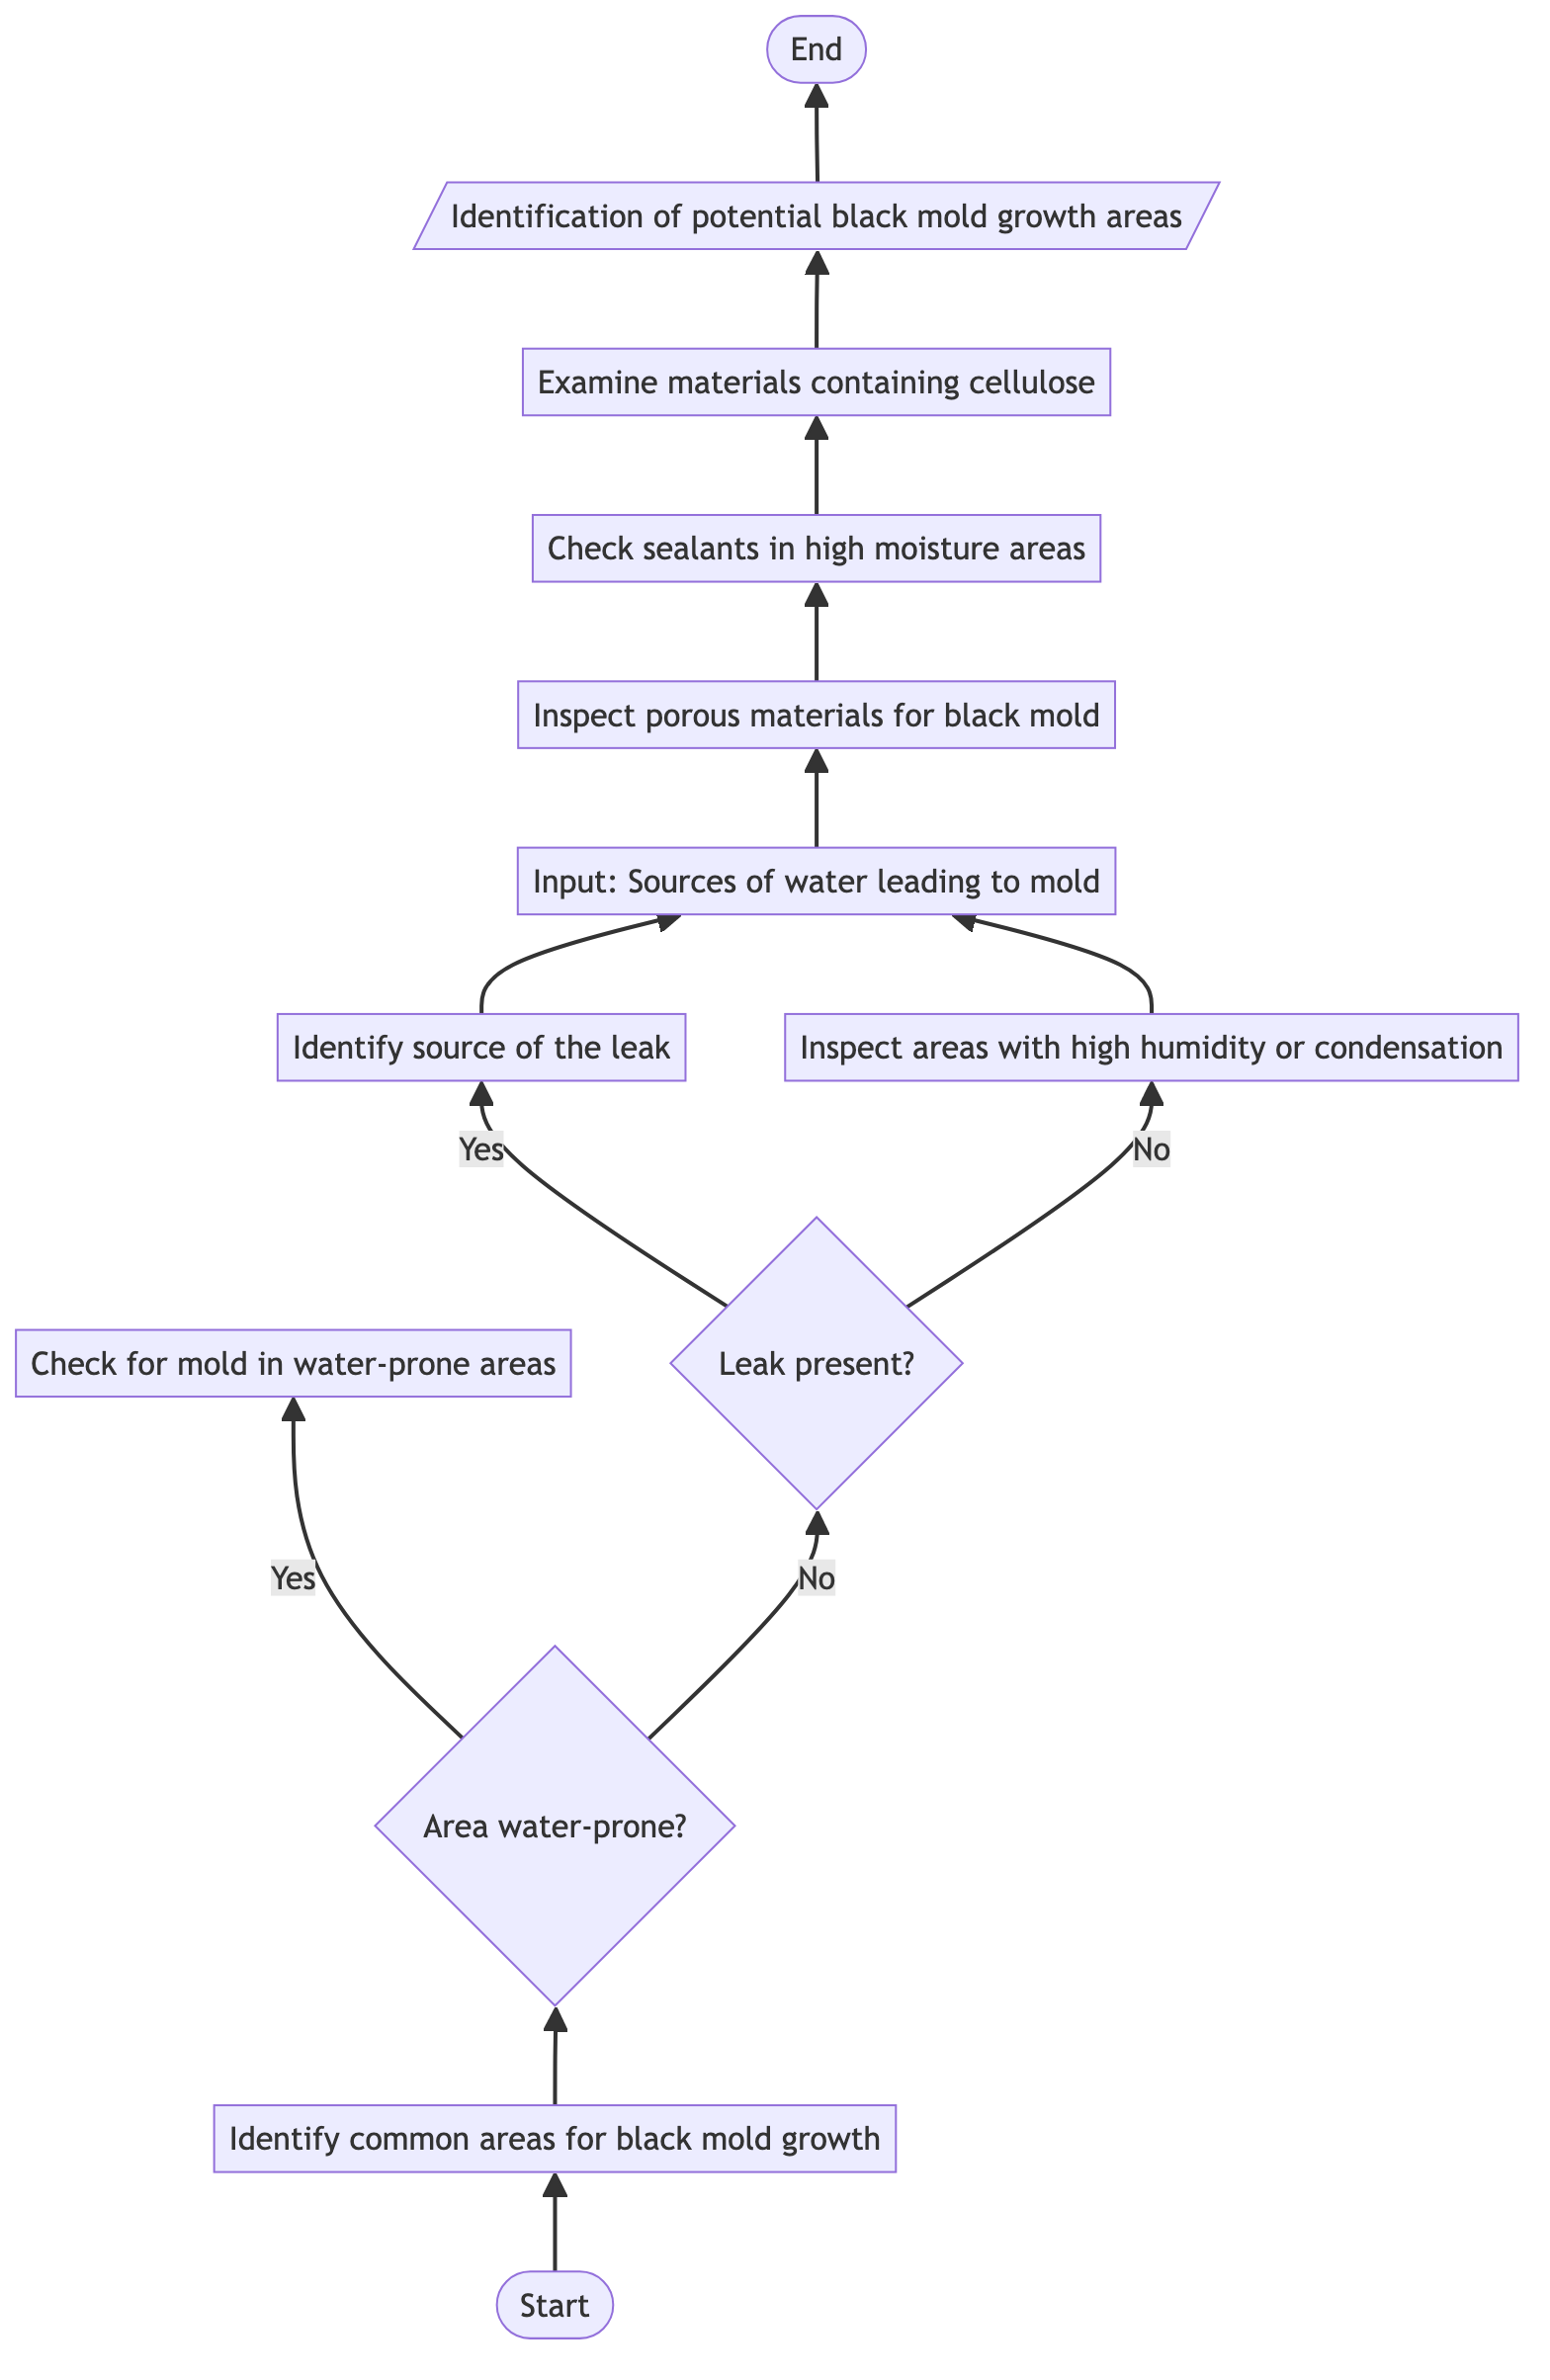 End
Identification of potential black mold growth areas
Examine materials containing cellulose
Check sealants in high moisture areas
Inspect porous materials for black mold
Input: Sources of water leading to mold
Identify source of the leak
Inspect areas with high humidity or condensation
Yes
No
Check for mold in water-prone areas
Leak present?
Yes
No
Area water-prone?
Identify common areas for black mold growth
Start